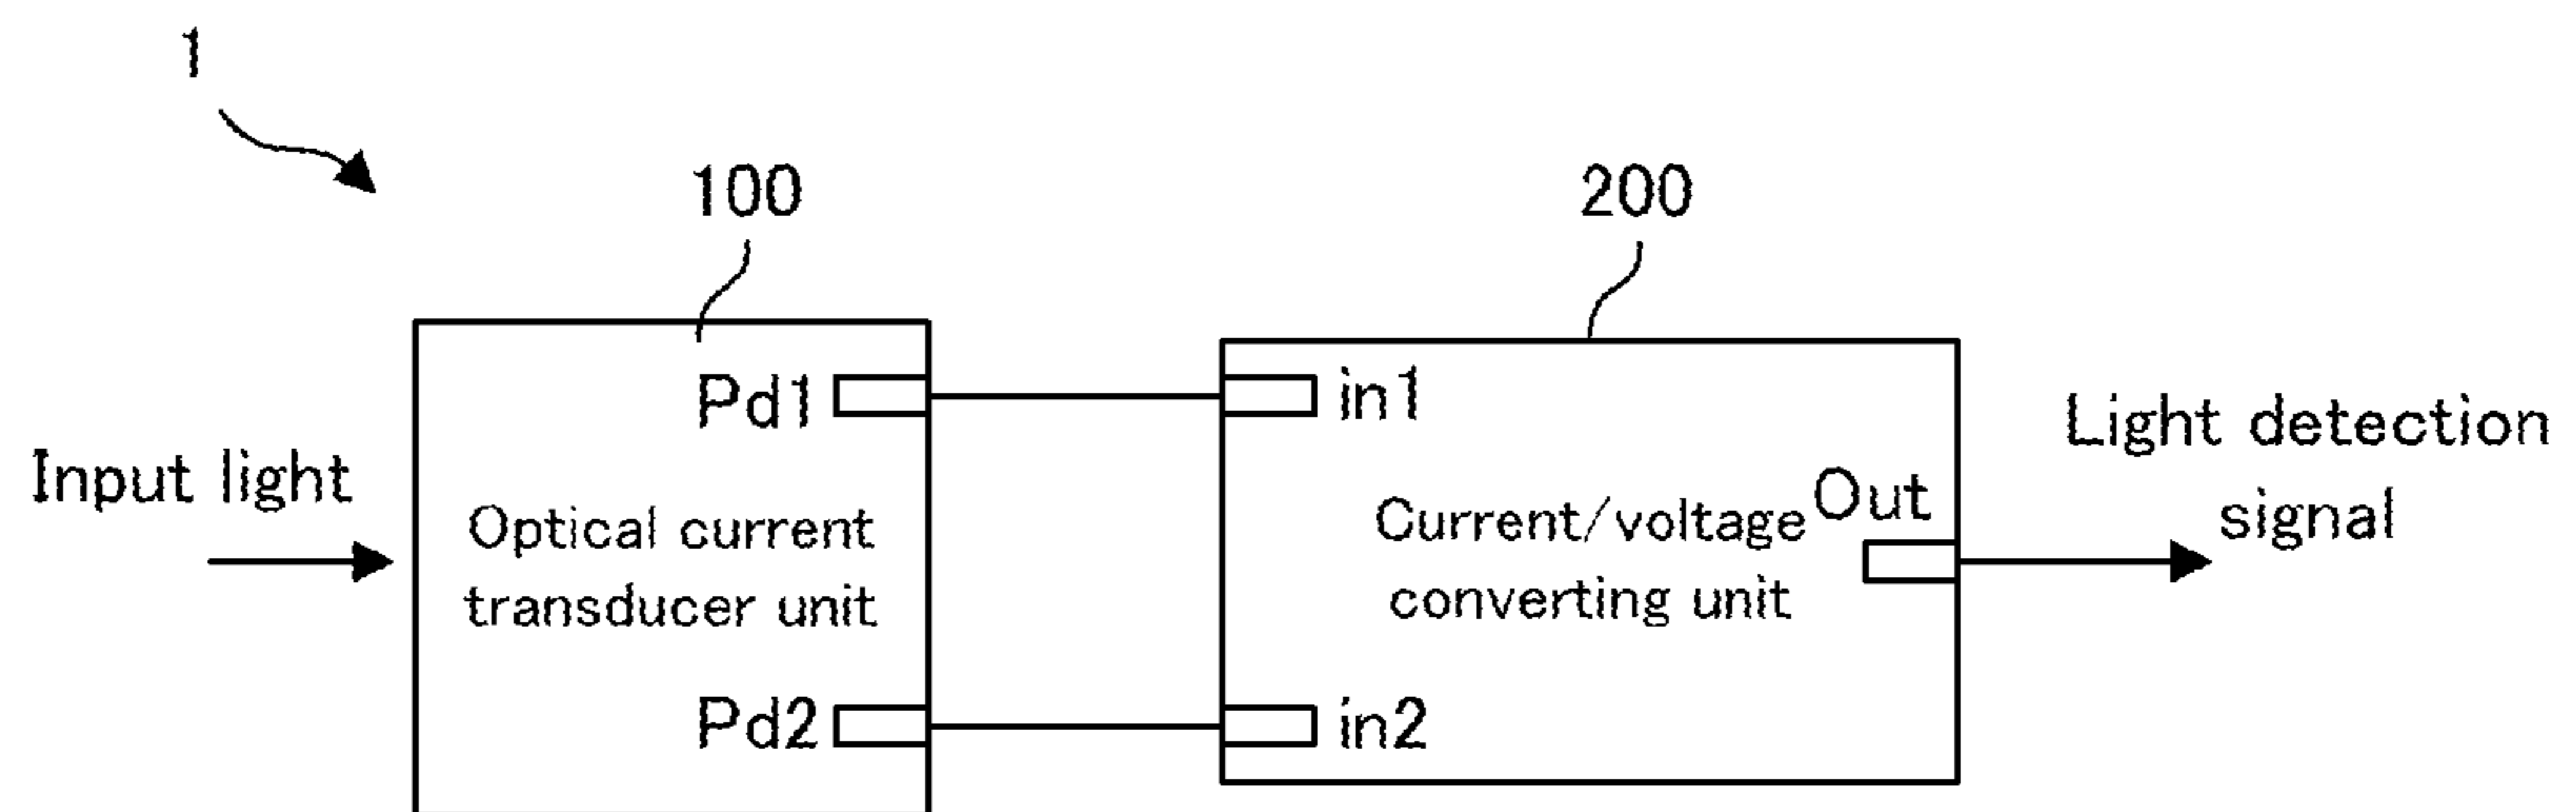 1
100
200
Pd1
in1
Input light
Optical current
transducer unit
Current/voltage
converting unit
Out
Light detection
signal
Pd2
in2